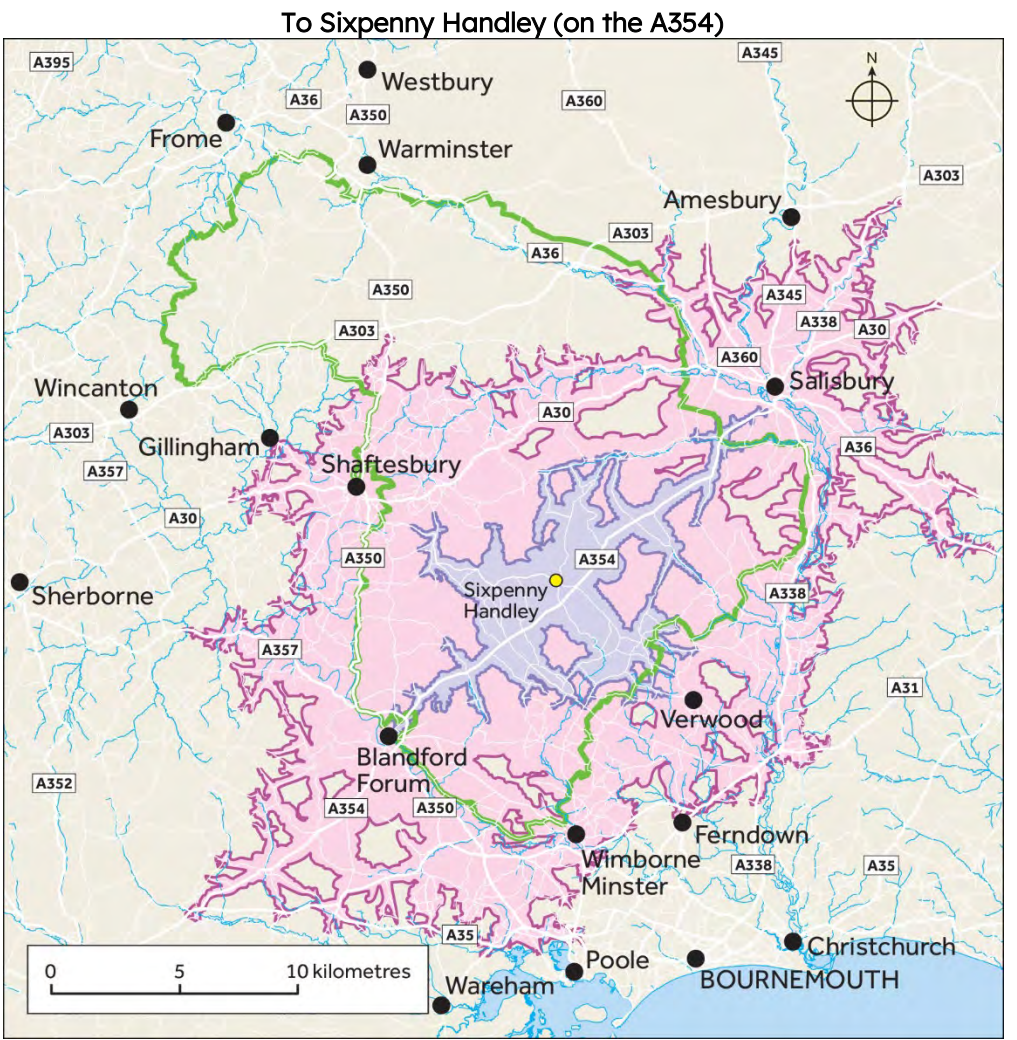 To Sixpenny Handley (on the A354)
A395
Westbury
A345
N
A36
A350
A360
Frome
Warminster
A303
Amesbury
A303
A36
A350
A345
A338
A303
A30
A360
Wincanton
Salisbury
A30
A303
Gillingham
A36
Shaftesbury
A357
A30
A350
A354
Sixpenny
Handley
Sherborne
A338
A357
A31
Verwood
Blandford
Forum
A352
A354
A350
Ferndown
Wimborne
Minster
A338
A35
A35
Christchurch
Poole
0 5 10 kilometres
BOURNEMOUTH
Wareham